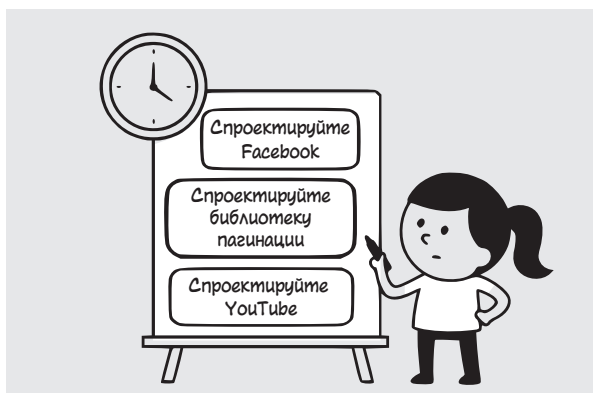 Спроектируйте
Facebook
Спроектируйте
библиотеку
пагинации
Спроектируйте
YouTube